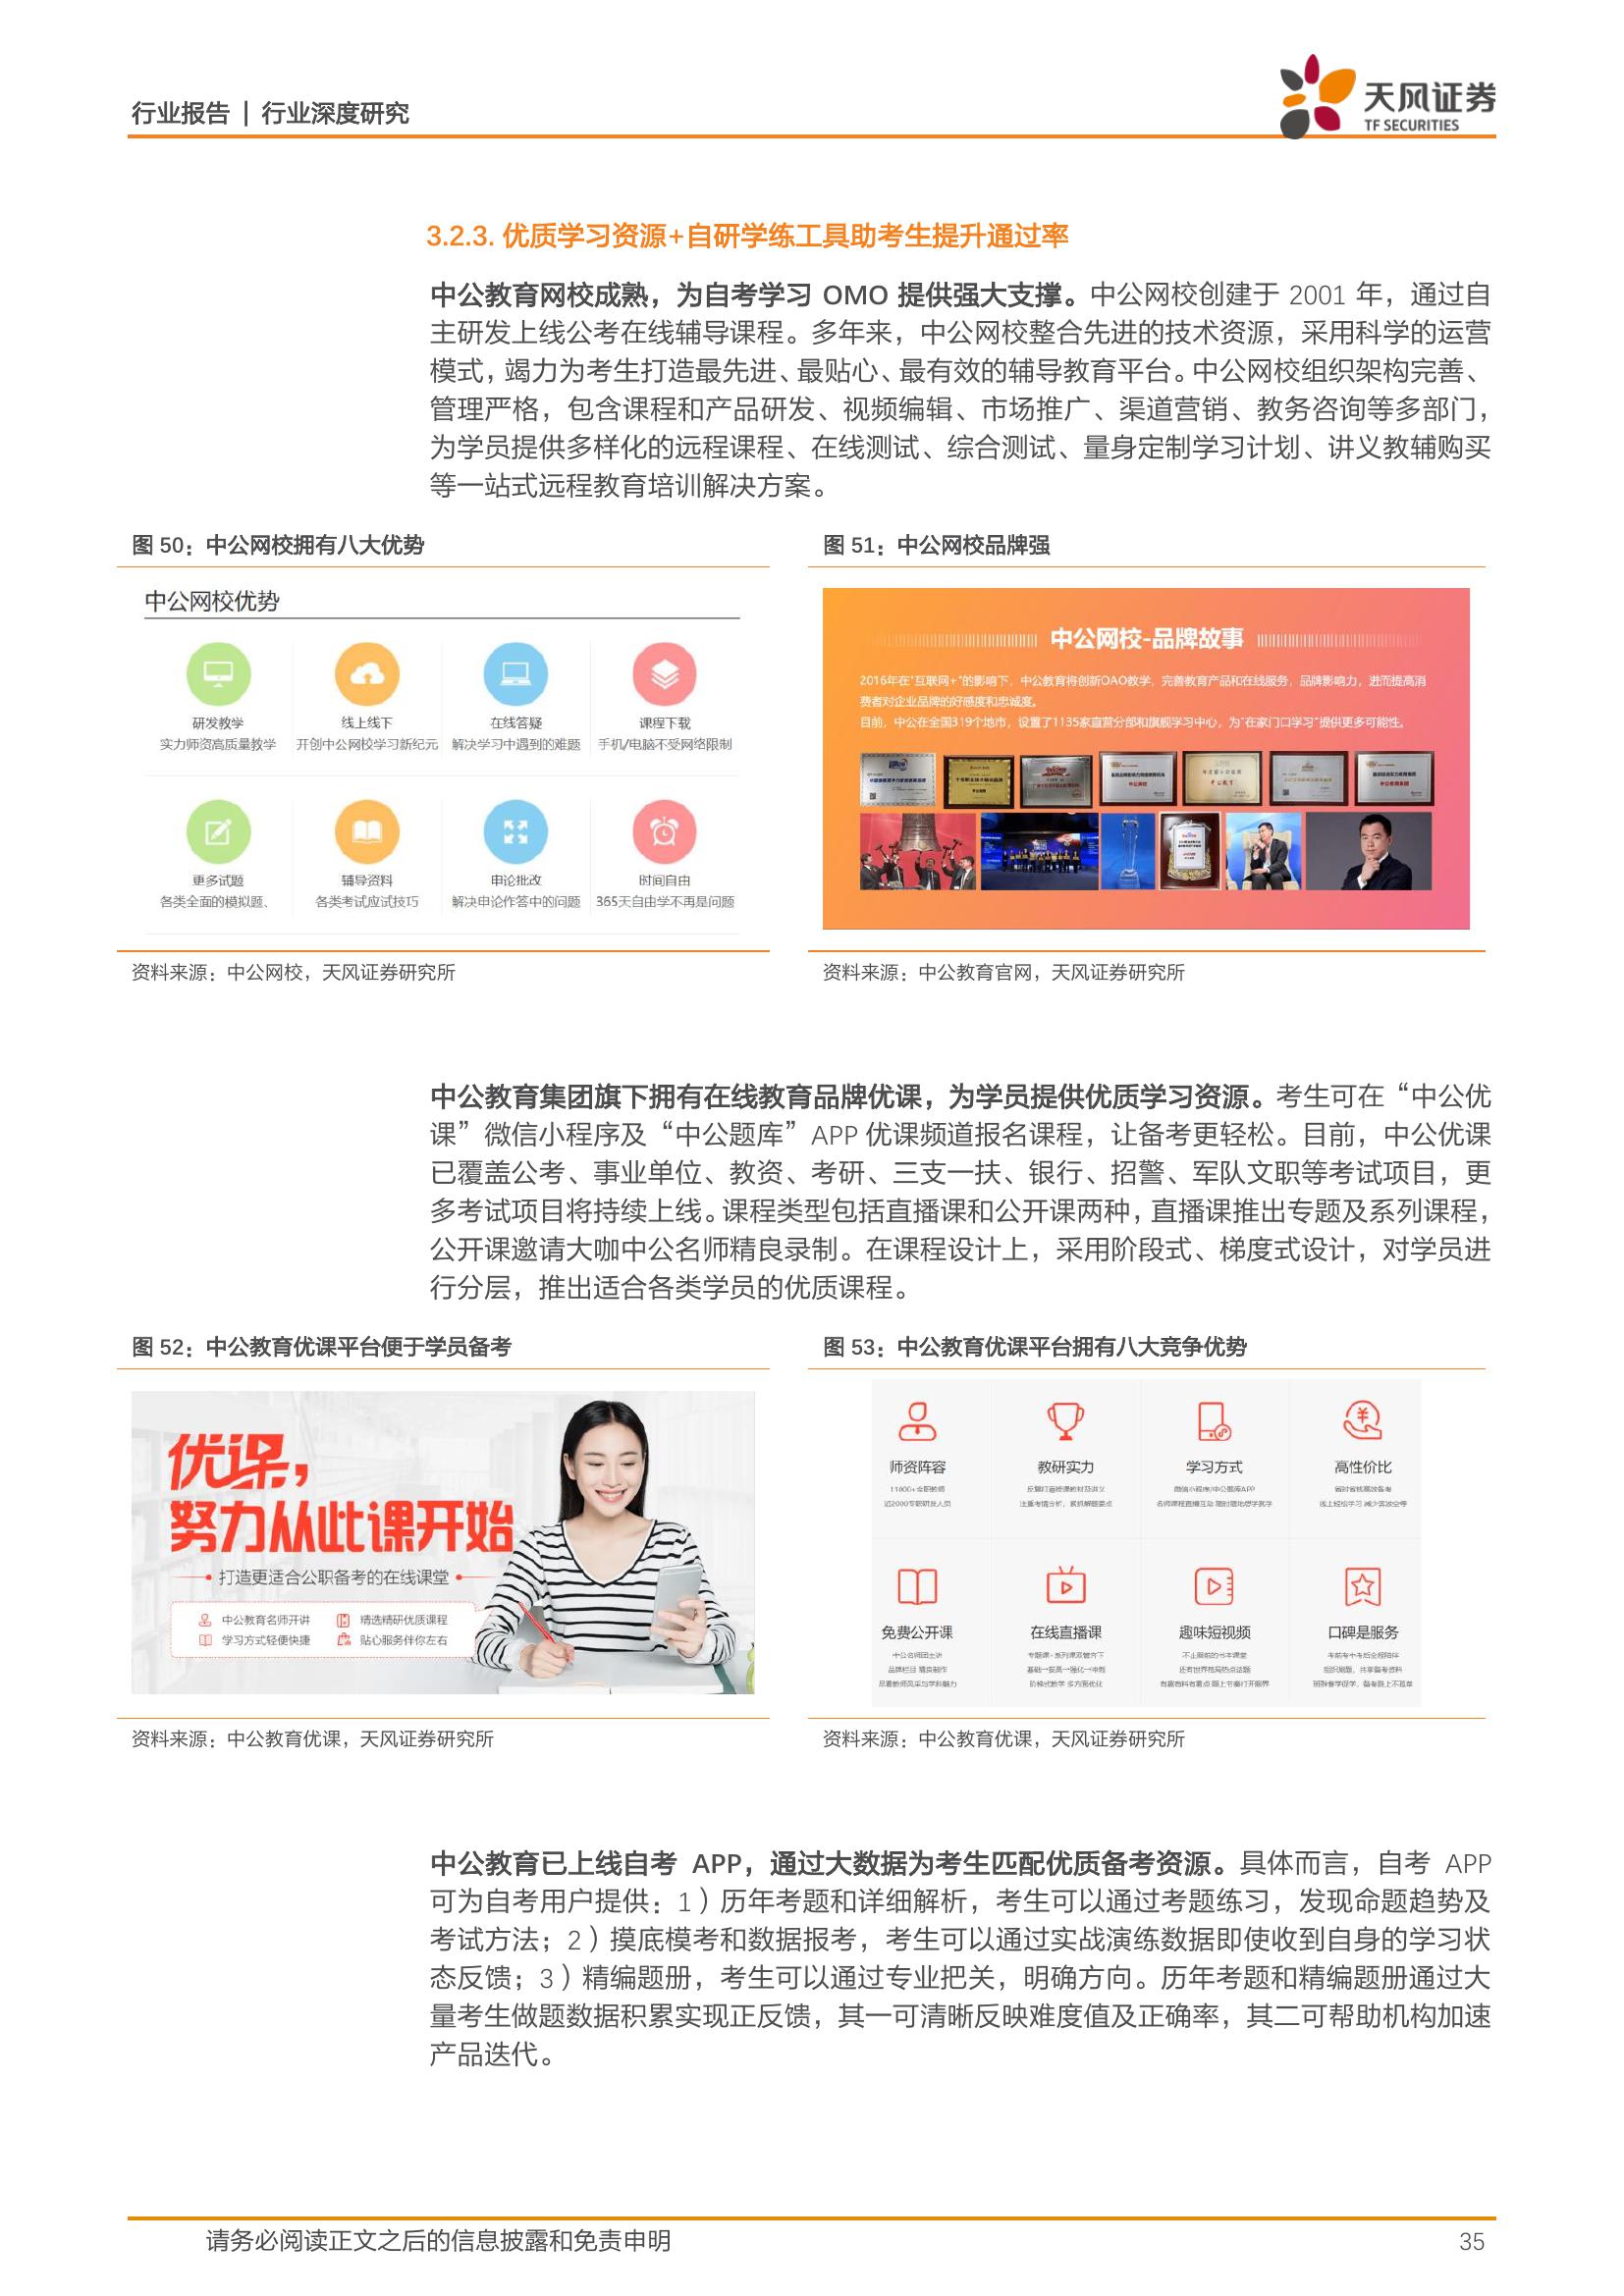 行业报告 | 行业深度研究
天风证券
TF SECURITIES
3.2.3. 优质学习资源+自研学练工具助考生提升通过率
中公教育网校成熟，为自考学习 OMO 提供强大支撑。中公网校创建于 2001 年，通过自
主研发上线公考在线辅导课程。多年来，中公网校整合先进的技术资源，采用科学的运营
模式，竭力为考生打造最先进、最贴心、最有效的辅导教育平台。中公网校组织架构完善、
管理严格，包含课程和产品研发、视频编辑、市场推广、渠道营销、教务咨询等多部门，
为学员提供多样化的远程课程、在线测试、综合测试、量身定制学习计划、讲义教辅购买
等一站式远程教育培训解决方案。
图 50：中公网校拥有八大优势
中公网校优势
研发教学 线上线下 在线答疑 课程下载
实力师资高质量教学 开创中公网校学习新纪元 解决学习中遇到的难题 手机/电脑不受网络限制
更多试题 辅导资料 申论批改 时间自由
各类全面的模拟题、 各类考试应试技巧 解决申论作答中的问题 365天自由学不再是问题
资料来源：中公网校，天风证券研究所
图 51：中公网校品牌强
中公网校-品牌故事
2016年在"互联网+"的影响下，中公教育将创新OAO教学，完善教育产品和在线服务，品牌影响力，进而提高消
费者对企业品牌的好感度和忠诚度。
目前，中公在全国319个地市，设置了1135家直营分部和旗舰学习中心，为"在家门口学习"提供更多可能性。
资料来源：中公教育官网，天风证券研究所
中公教育集团旗下拥有在线教育品牌优课，为学员提供优质学习资源。考生可在“中公优
课”微信小程序及“中公题库”APP 优课频道报名课程，让备考更轻松。目前，中公优课
已覆盖公考、事业单位、教资、考研、三支一扶、银行、招警、军队文职等考试项目，更
多考试项目将持续上线。课程类型包括直播课和公开课两种，直播课推出专题及系列课程，
公开课邀请大咖中公名师精良录制。在课程设计上，采用阶段式、梯度式设计，对学员进
行分层，推出适合各类学员的优质课程。
图 52：中公教育优课平台便于学员备考
优课，
努力从此课开始
打造更适合公职备考的在线课堂
中公教育名师开讲 精选精研优质课程
学习方式轻便快捷 贴心服务伴你左右
资料来源：中公教育优课，天风证券研究所
图 53：中公教育优课平台拥有八大竞争优势
师资阵容 教研实力 学习方式 高性价比
11800+全职教师
近2000专职研发人员
免费公开课 在线直播课 趣味短视频 口碑是服务
资料来源：中公教育优课，天风证券研究所
中公教育已上线自考 APP，通过大数据为考生匹配优质备考资源。具体而言，自考 APP
可为自考用户提供：1）历年考题和详细解析，考生可以通过考题练习，发现命题趋势及
考试方法；2）摸底模考和数据报考，考生可以通过实战演练数据即使收到自身的学习状
态反馈；3）精编题册，考生可以通过专业把关，明确方向。历年考题和精编题册通过大
量考生做题数据积累实现正反馈，其一可清晰反映难度值及正确率，其二可帮助机构加速
产品迭代。
请务必阅读正文之后的信息披露和免责申明
35